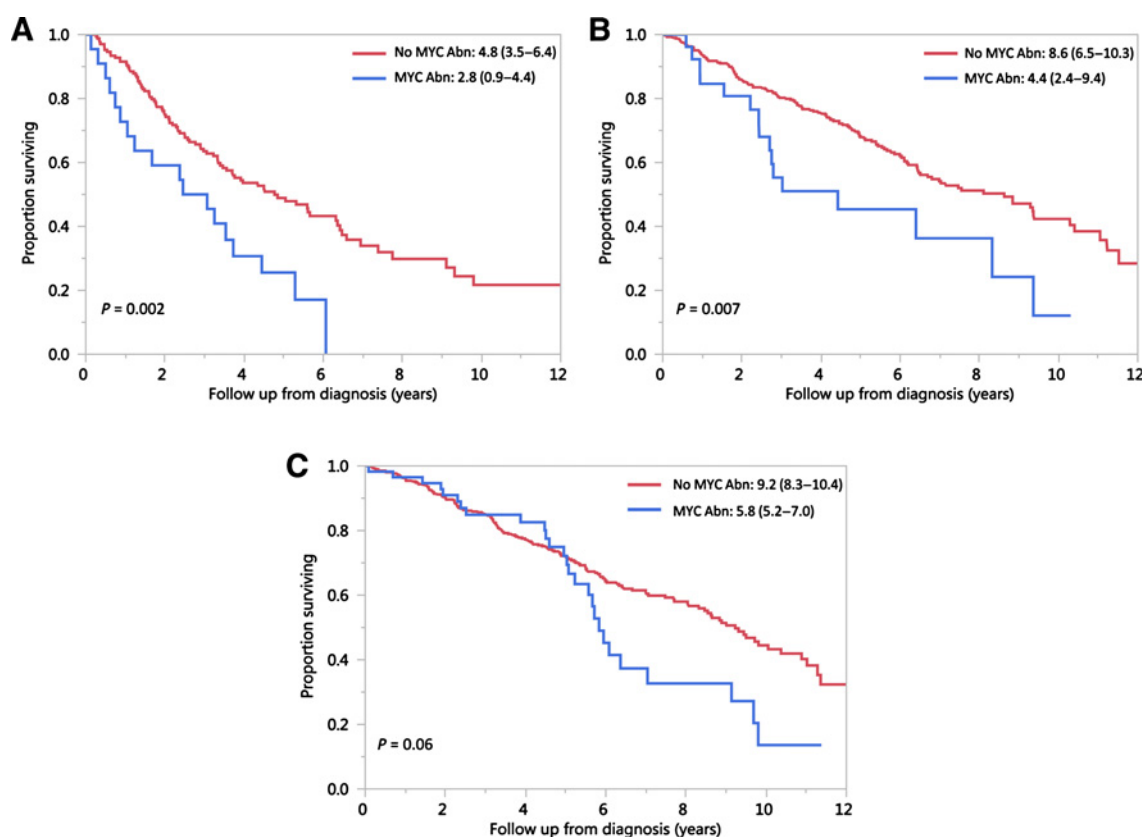 A
No MYC Abn: 4.8 (3.5–6.4)
MYC Abn: 2.8 (0.9–4.4)
Proportion surviving
1.0
0.8
0.6
0.4
0.2
0.0
P = 0.002
0 2 4 6 8 10 12
Follow up from diagnosis (years)
B
No MYC Abn: 8.6 (6.5–10.3)
MYC Abn: 4.4 (2.4–9.4)
Proportion surviving
1.0
0.8
0.6
0.4
0.2
0.0
P = 0.007
0 2 4 6 8 10 12
Follow up from diagnosis (years)
C
No MYC Abn: 9.2 (8.3–10.4)
MYC Abn: 5.8 (5.2–7.0)
Proportion surviving
1.0
0.8
0.6
0.4
0.2
0.0
P = 0.06
0 2 4 6 8 10 12
Follow up from diagnosis (years)